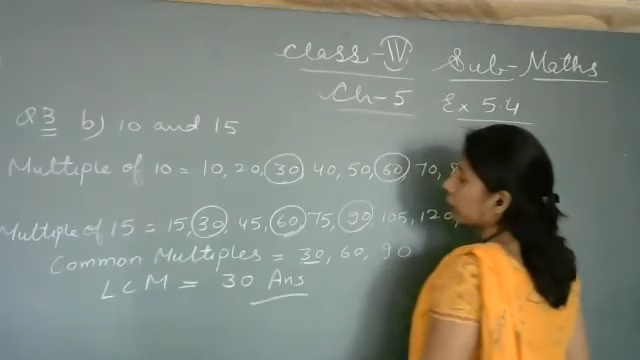 Class-IV Sub-Maths
Ch-5 Ex 5.4
Q3 b) 10 and 15
Multiple of 10 = 10, 20, 30, 40, 50, 60, 70,
Multiple of 15 = 15, 30, 45, 60, 75, 90, 105, 120,
Common Multiples = 30, 60, 90
LCM = 30 Ans